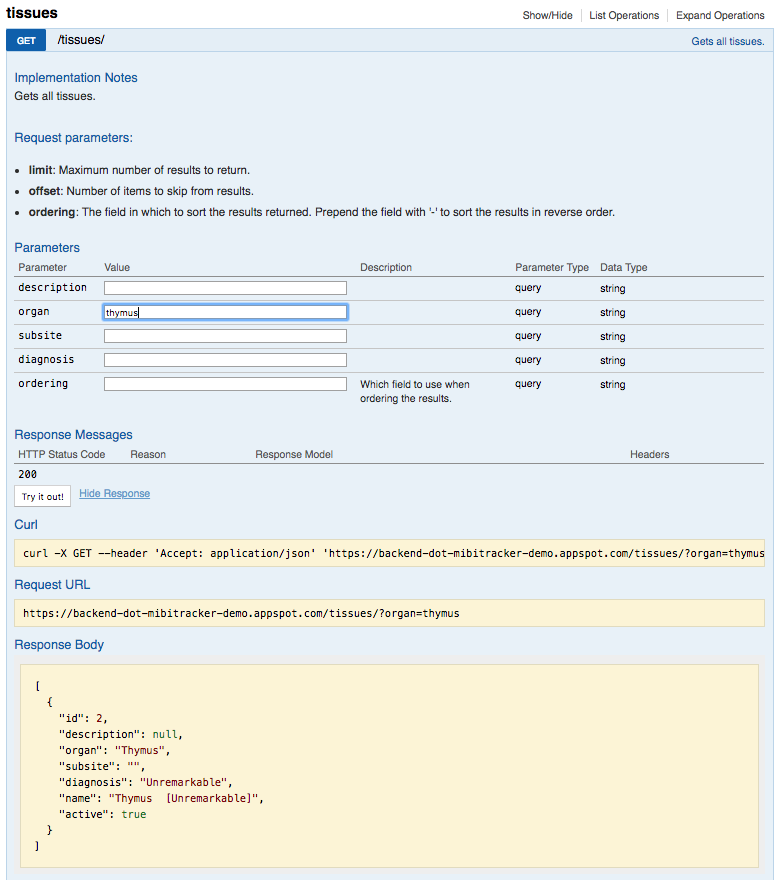 tissues
Show/Hide List Operations Expand Operations
GET /tissues/ Gets all tissues.
Implementation Notes
Gets all tissues.
Request parameters:
• limit: Maximum number of results to return.
• offset: Number of items to skip from results.
• ordering: The field in which to sort the results returned. Prepend the field with '-' to sort the results in reverse order.
Parameters
Parameter Value Description Parameter Type Data Type
description query string
organ thymus query string
subsite query string
diagnosis query string
ordering Which field to use when query string
ordering the results.
Response Messages
HTTP Status Code Reason Response Model Headers
200
Try it out! Hide Response
Curl
curl -X GET --header 'Accept: application/json' 'https://backend-dot-mibitracker-demo.appspot.com/tissues/?organ=thymus
Request URL
https://backend-dot-mibitracker-demo.appspot.com/tissues/?organ=thymus
Response Body
[
{
"id": 2,
"description": null,
"organ": "Thymus",
"subsite": "",
"diagnosis": "Unremarkable",
"name": "Thymus  [Unremarkable]",
"active": true
}
]